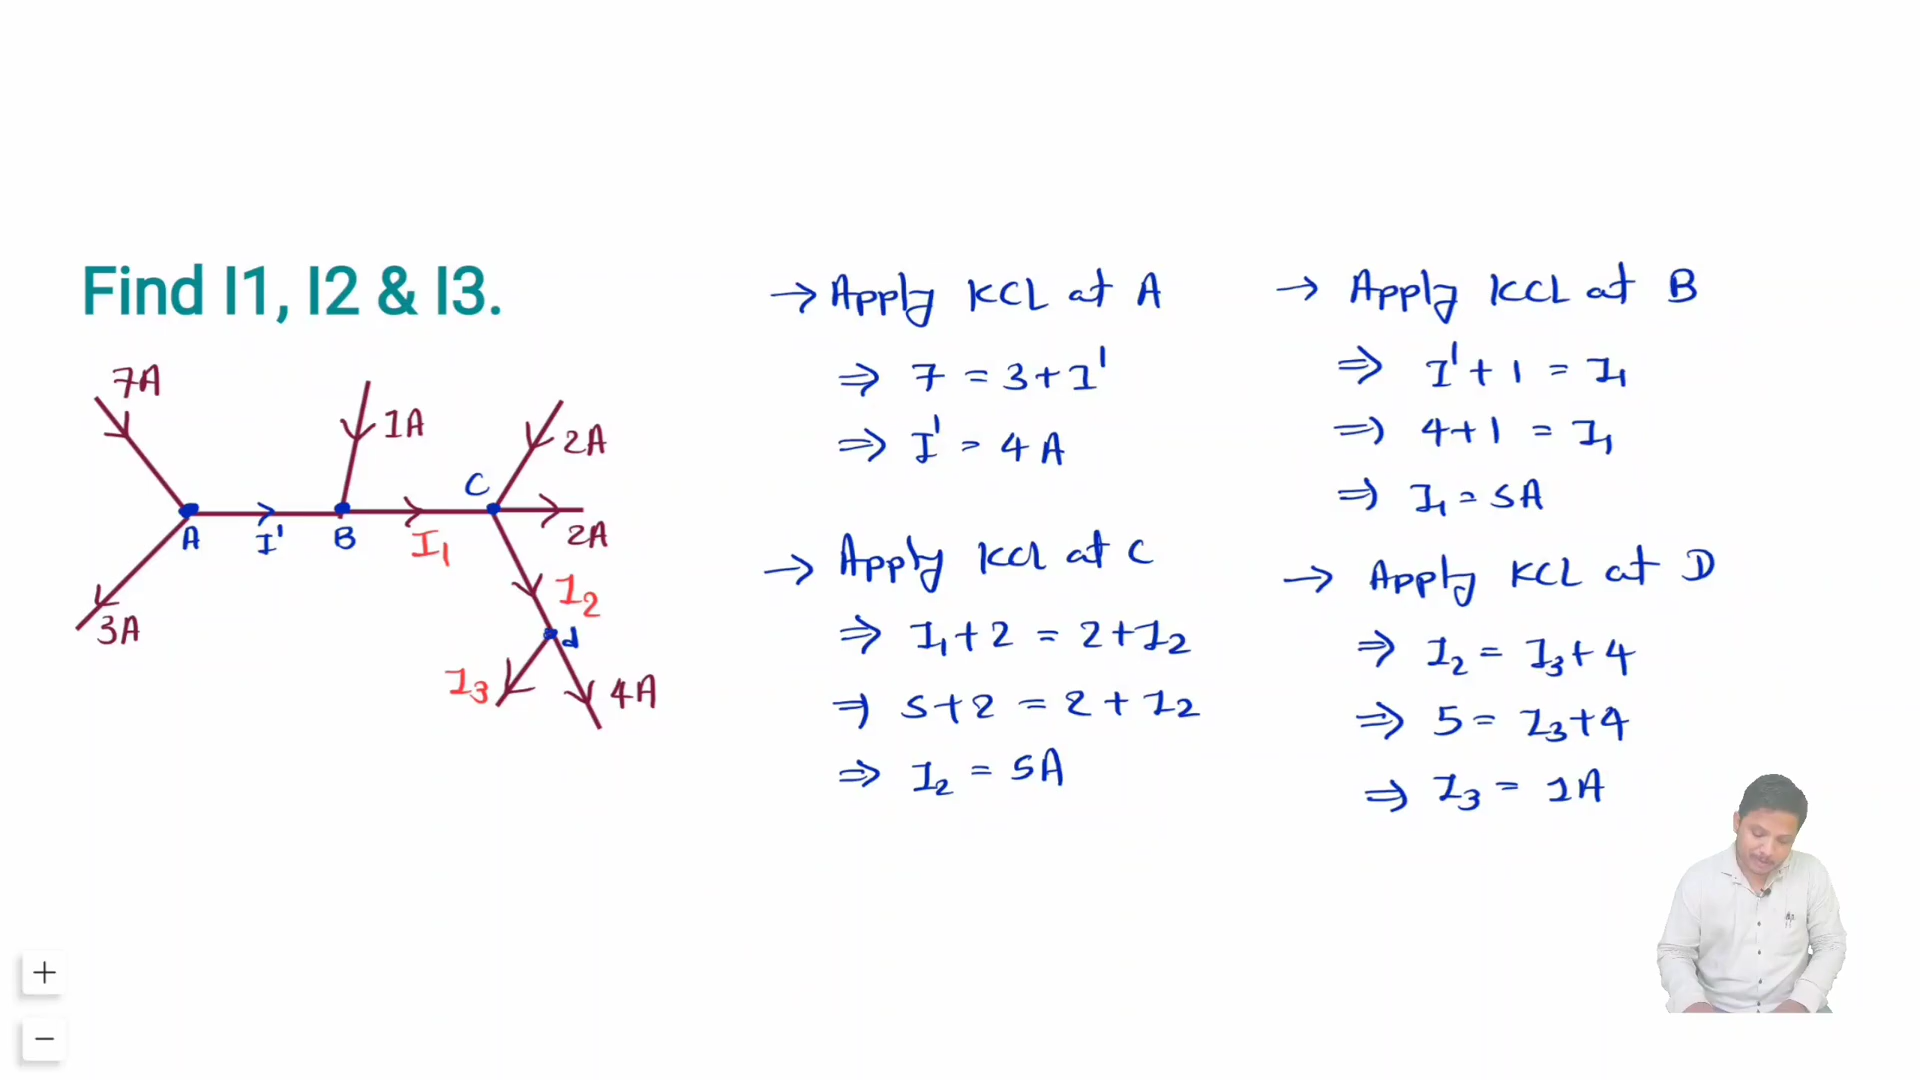 Find I1, I2 & I3.
7A
1A
2A
C
2A
A
I'
B
I₁
I₂
3A
d
I₃
4A
→ Apply KCL at A
⇒ 7 = 3+I'
⇒ I' = 4A
→ Apply KCL at B
⇒ I'+1 = I₁
⇒ 4+1 = I₁
⇒ I₁ = 5A
→ Apply KCL at C
⇒ I₁+2 = 2+I₂
⇒ 5+2 = 2+I₂
⇒ I₂ = 5A
→ Apply KCL at D
⇒ I₂ = I₃+4
⇒ 5 = I₃+4
⇒ I₃ = 1A
+
−